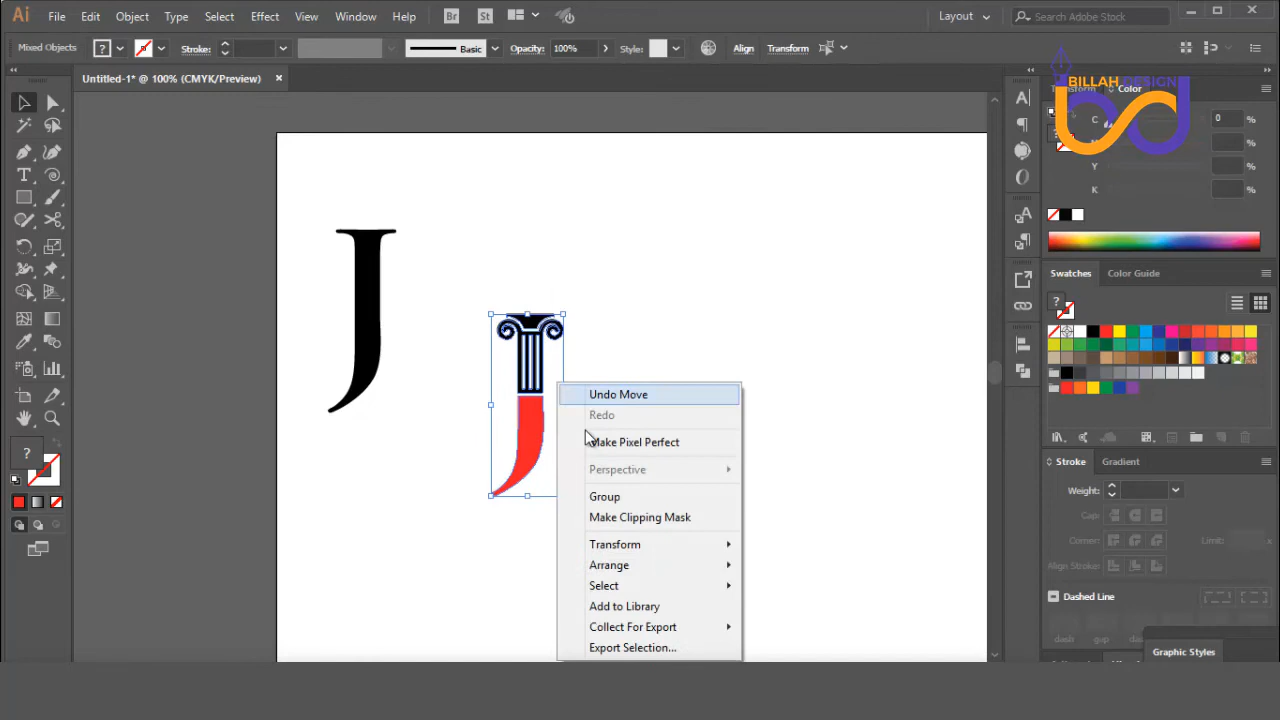 Ai File Edit Object Type Select Effect View Window Help Br St Layout Search Adobe Stock
Mixed Objects ? Stroke: Basic Opacity: 100% Style: Align Transform
Untitled-1* @ 100% (CMYK/Preview)
BILLAH DESIGN
Color
C 0 %
%
Y %
K %
J
Swatches Color Guide
?
Undo Move
Redo
Make Pixel Perfect
Perspective
Group
Make Clipping Mask
Transform
Arrange
Select
Add to Library
Collect For Export
Export Selection...
?
Stroke Gradient
Weight:
Cap:
Corner: Limit:
Align Stroke:
Dashed Line
dash gap
Graphic Styles